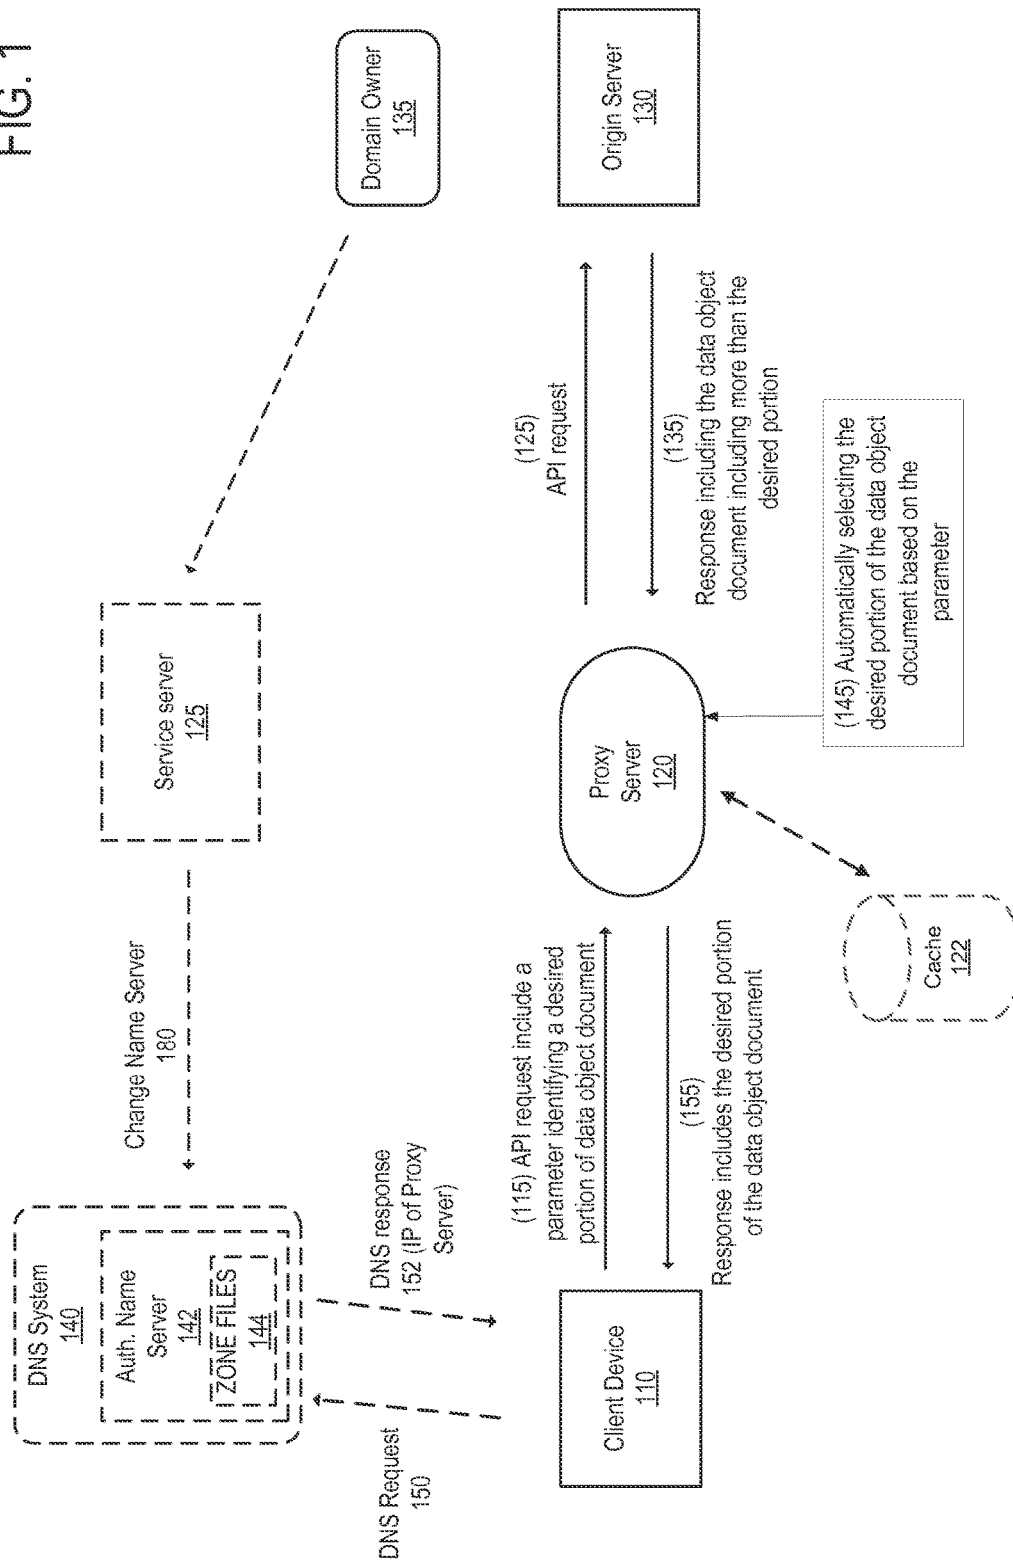 FIG. 1
DNS System
140
Auth. Name
Server
142
ZONE FILES
144
Change Name Server
180
Service server
125
Domain Owner
135
DNS Request
150
DNS response
152 (IP of Proxy
Server)
Client Device
110
(115) API request include a
parameter identifying a desired
portion of data object document
(155)
Response includes the desired portion
of the data object document
Proxy
Server
120
(125)
API request
(135)
Response including the data object
document including more than the
desired portion
Origin Server
130
Cache
122
(145) Automatically selecting the
desired portion of the data object
document based on the
parameter